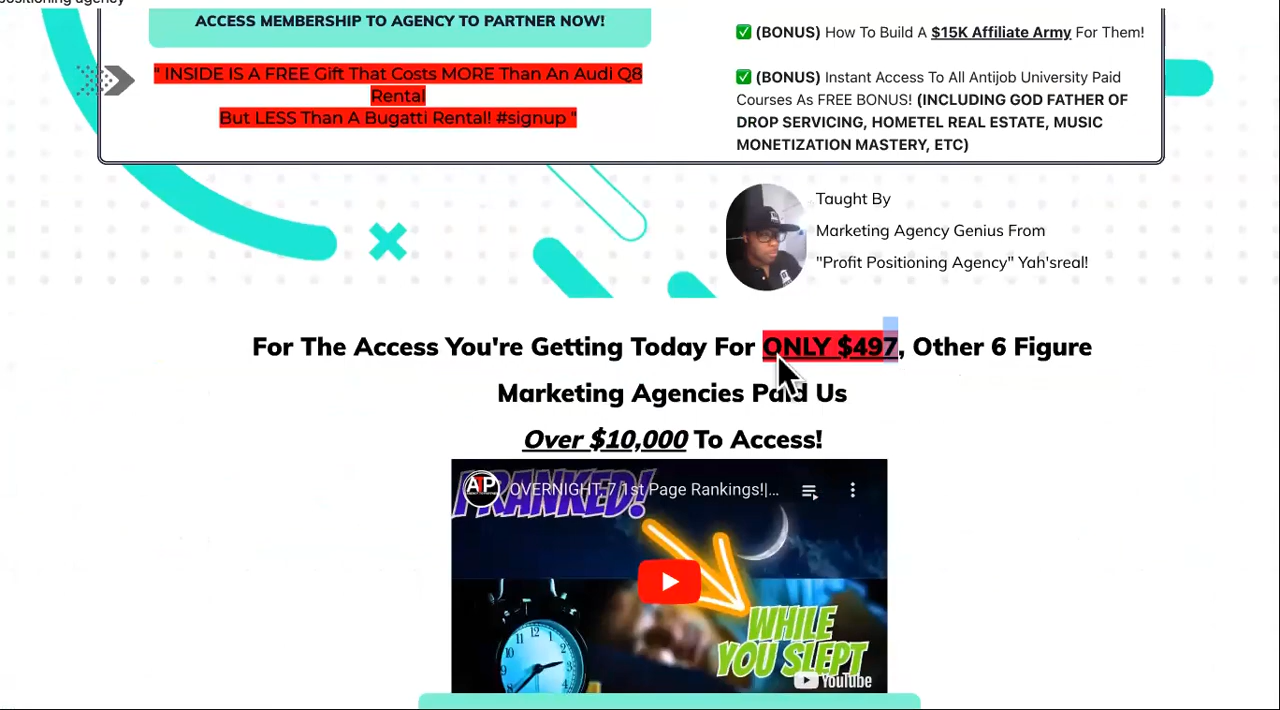 positioning agency
ACCESS MEMBERSHIP TO AGENCY TO PARTNER NOW!
" INSIDE IS A FREE Gift That Costs MORE Than An Audi Q8
Rental
But LESS Than A Bugatti Rental! #signup "
✅ (BONUS) How To Build A $15K Affiliate Army For Them!
✅ (BONUS) Instant Access To All Antijob University Paid
Courses As FREE BONUS! (INCLUDING GOD FATHER OF
DROP SERVICING, HOMETEL REAL ESTATE, MUSIC
MONETIZATION MASTERY, ETC)
Taught By
Marketing Agency Genius From
"Profit Positioning Agency" Yah'sreal!
For The Access You're Getting Today For ONLY $497, Other 6 Figure
Marketing Agencies Paid Us
Over $10,000 To Access!
ATP
OVERNIGHT, 7 1st Page Rankings!|...
RANKED!
12
WHILE
YOU SLEPT
YouTube